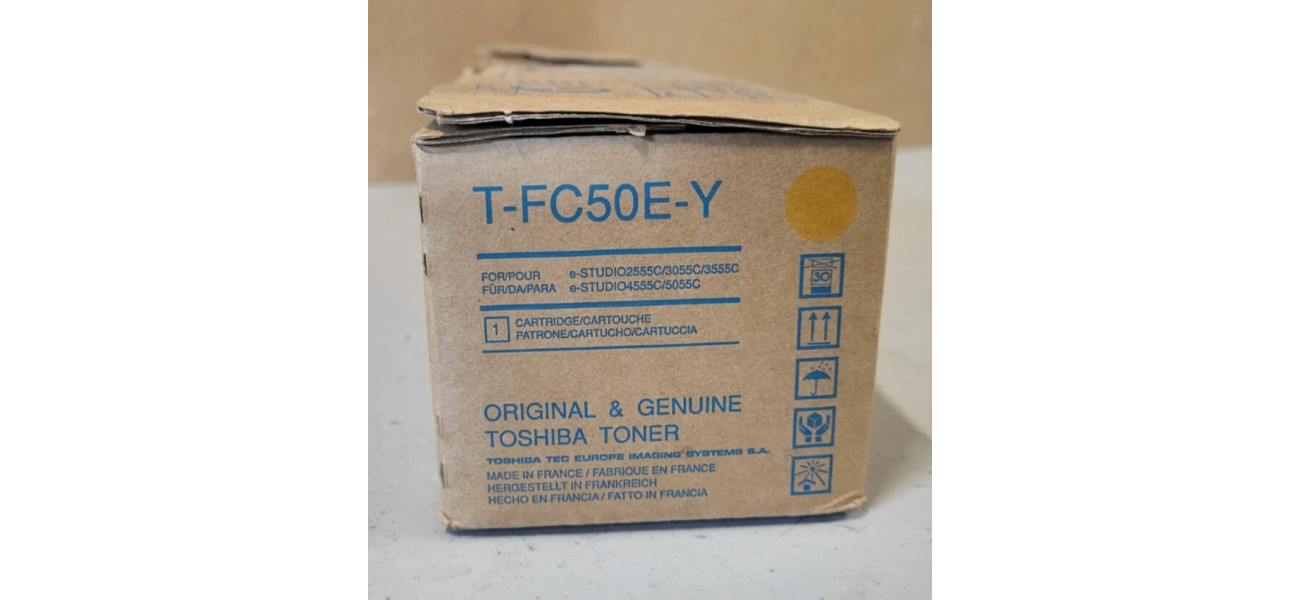 T-FC50E-Y
FOR/POUR e-STUDIO2555C/3055C/3555C
FÜR/DA/PARA e-STUDIO4555C/5055C
1 CARTRIDGE/CARTOUCHE
PATRONE/CARTUCHO/CARTUCCIA
30
ORIGINAL & GENUINE
TOSHIBA TONER
TOSHIBA TEC EUROPE IMAGING SYSTEMS S.A.
MADE IN FRANCE / FABRIQUE EN FRANCE
HERGESTELLT IN FRANKREICH
HECHO EN FRANCIA / FATTO IN FRANCIA